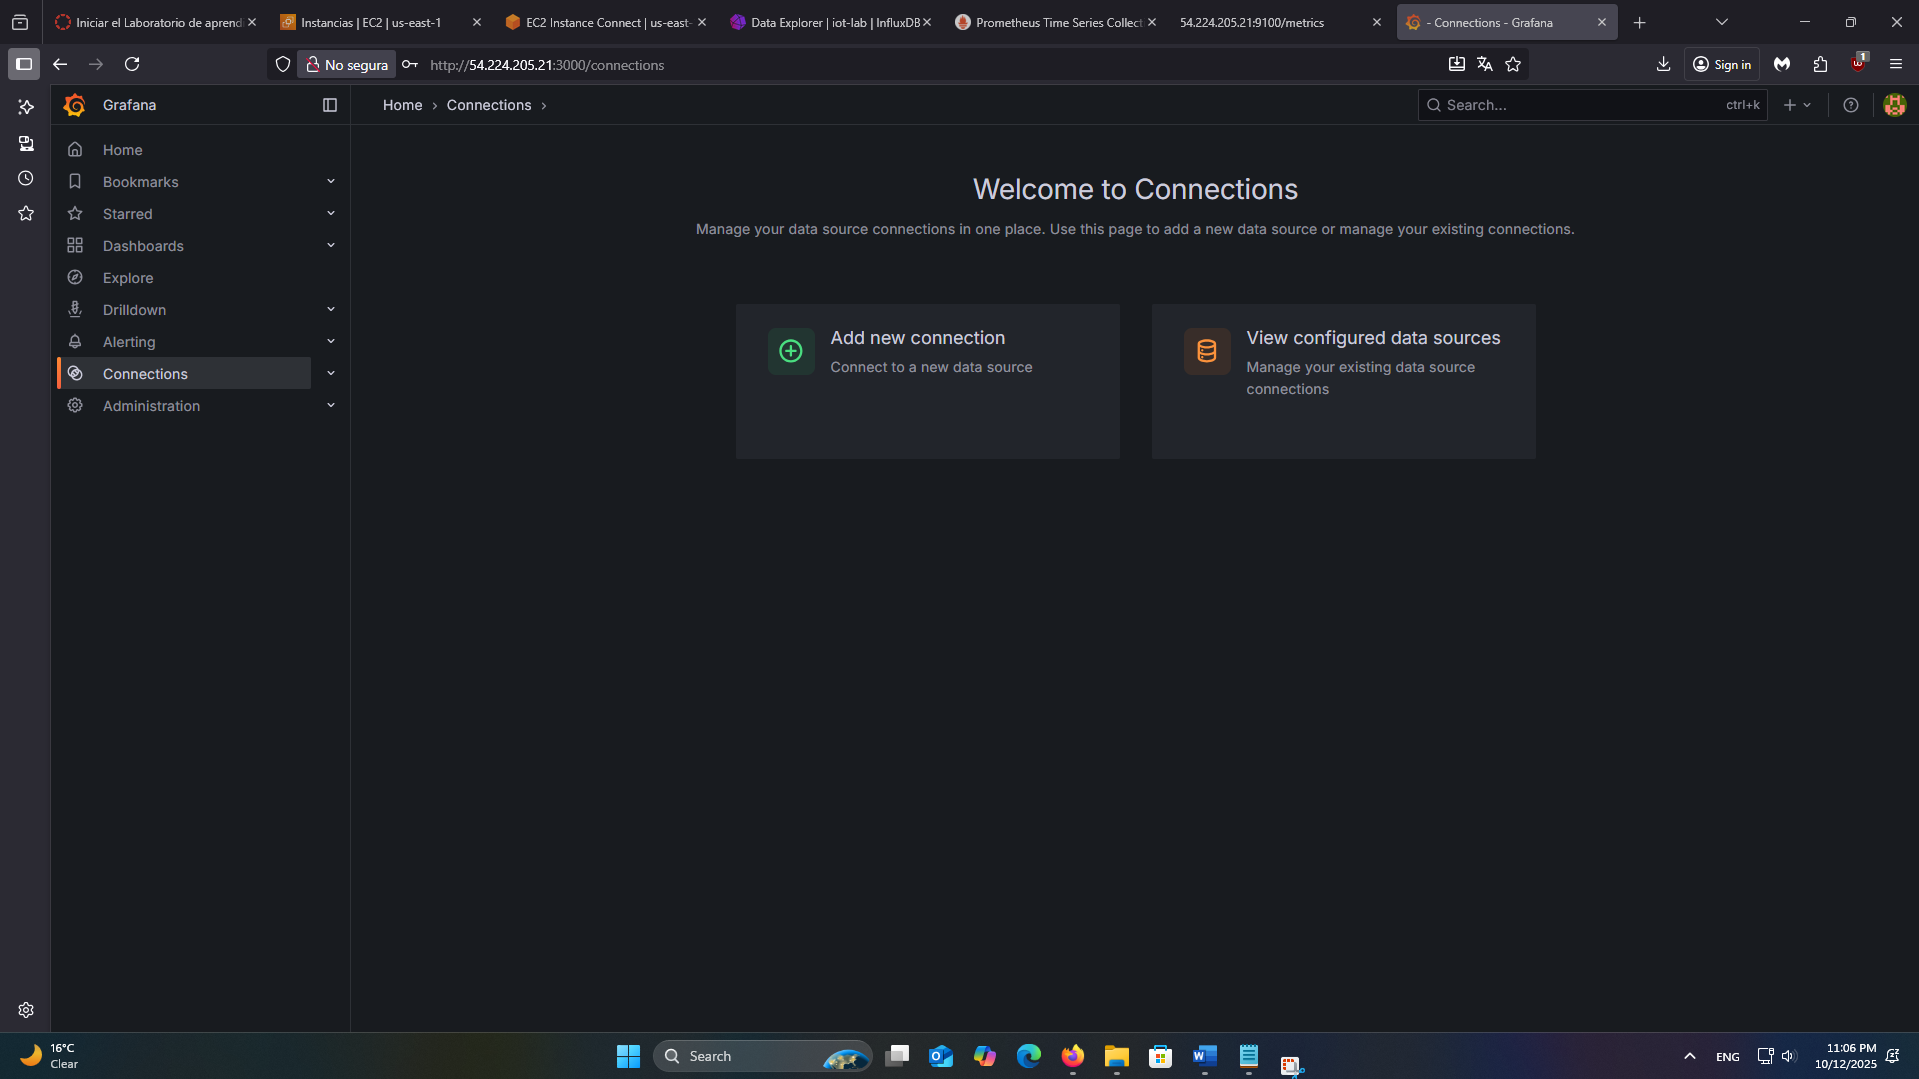 Iniciar el Laboratorio de aprendi
Instancias | EC2 | us-east-1
EC2 Instance Connect | us-east-
Data Explorer | iot-lab | InfluxDB
Prometheus Time Series Collect
54.224.205.21:9100/metrics
- Connections - Grafana
No segura
http://54.224.205.21:3000/connections
Sign in
1
Grafana
Home › Connections ›
Search...
ctrl+k
Home
Bookmarks
Starred
Dashboards
Explore
Drilldown
Alerting
Connections
Administration
Welcome to Connections
Manage your data source connections in one place. Use this page to add a new data source or manage your existing connections.
Add new connection
Connect to a new data source
View configured data sources
Manage your existing data source
connections
16°C
Clear
Search
ENG
11:06 PM
10/12/2025